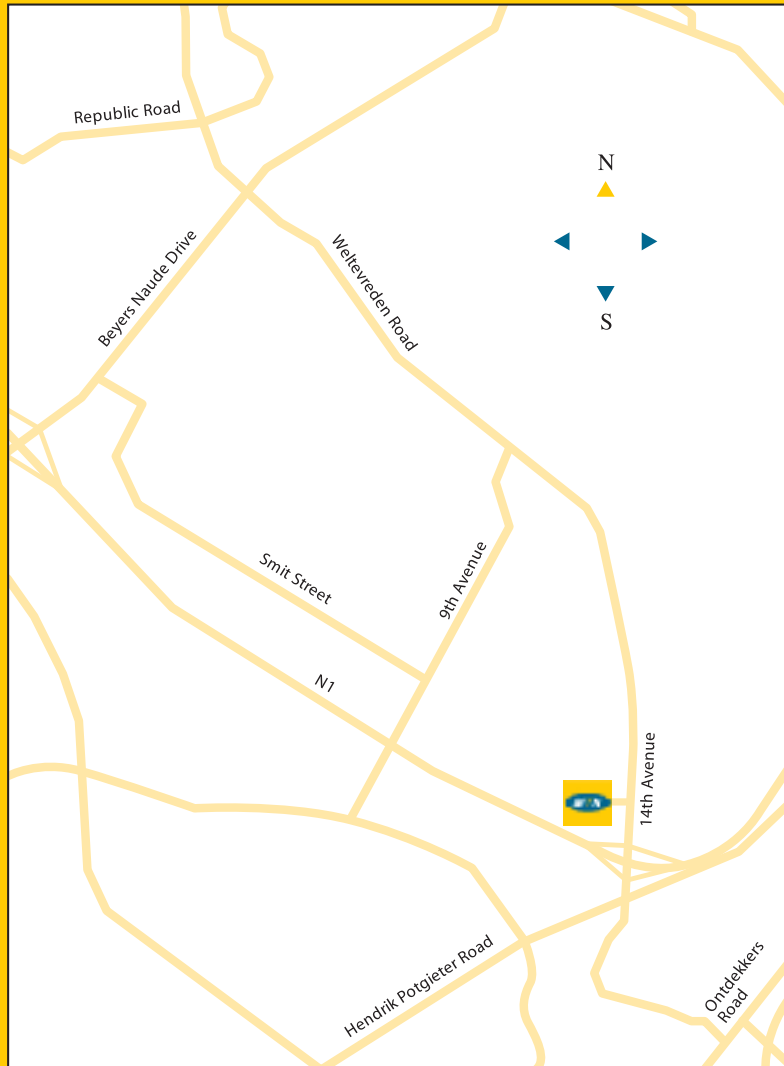 Republic Road
N
Beyers Naude Drive
Weltevreden Road
S
Smit Street
9th Avenue
N1
14th Avenue
MTN
Hendrik Potgieter Road
Ontdekkers
Road